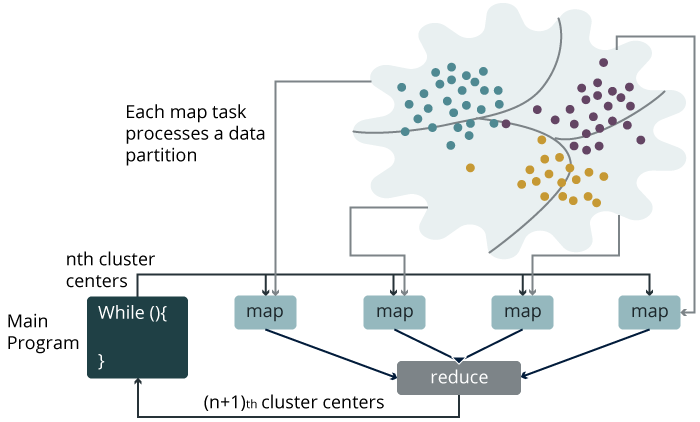 Each map task
processes a data
partition
nth cluster
centers
Main
Program
While (){
}
map
map
map
map
reduce
(n+1)th cluster centers